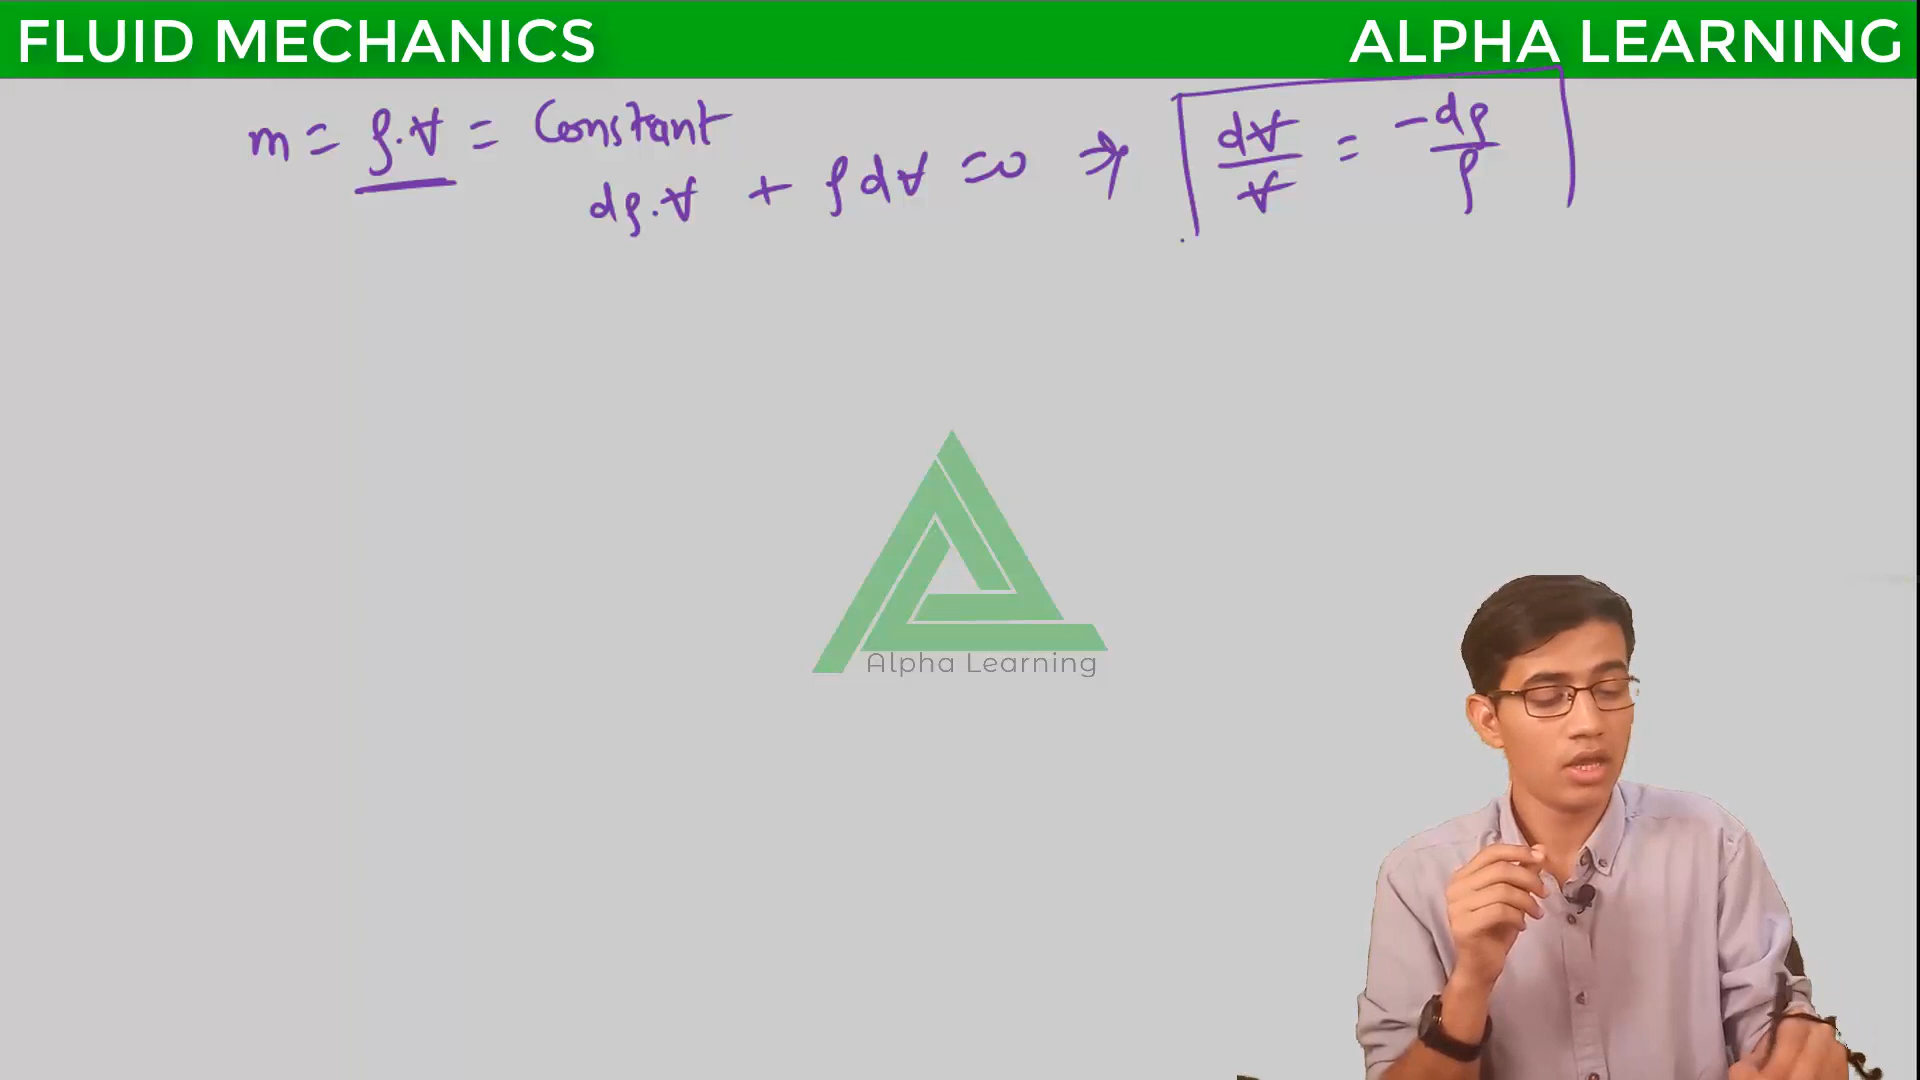 FLUID MECHANICS
ALPHA LEARNING
m = ρ.∀ = Constant
dρ.∀ + ρd∀ = 0 ⇒ d∀/∀ = -dρ/ρ
Alpha Learning